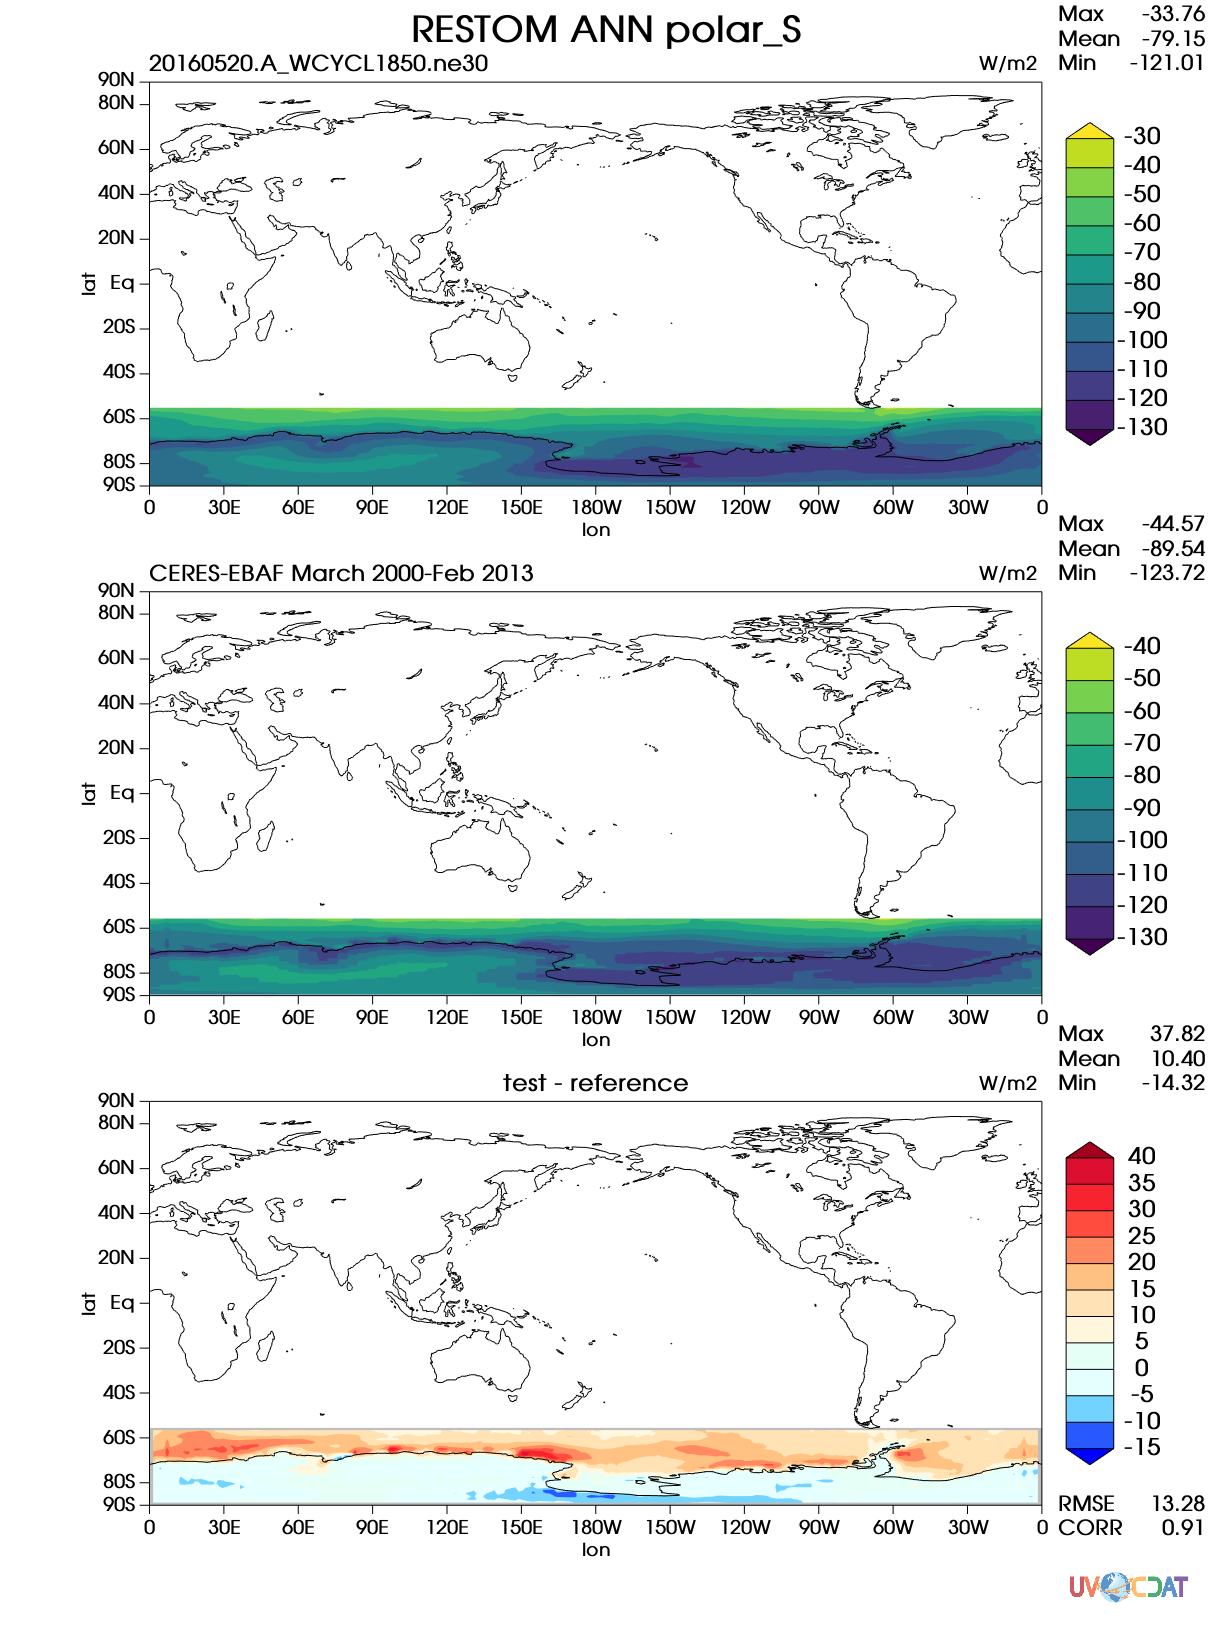 RESTOM ANN polar_S
Max -33.76
Mean -79.15
Min -121.01
20160520.A_WCYCL1850.ne30 W/m2
90N
80N
60N
40N
20N
Eq
20S
40S
60S
80S
90S
lat
0 30E 60E 90E 120E 150E 180W 150W 120W 90W 60W 30W 0
lon
-30
-40
-50
-60
-70
-80
-90
-100
-110
-120
-130
Max -44.57
Mean -89.54
Min -123.72
CERES-EBAF March 2000-Feb 2013 W/m2
90N
80N
60N
40N
20N
Eq
20S
40S
60S
80S
90S
lat
0 30E 60E 90E 120E 150E 180W 150W 120W 90W 60W 30W 0
lon
-40
-50
-60
-70
-80
-90
-100
-110
-120
-130
Max 37.82
Mean 10.40
Min -14.32
test - reference W/m2
90N
80N
60N
40N
20N
Eq
20S
40S
60S
80S
90S
lat
0 30E 60E 90E 120E 150E 180W 150W 120W 90W 60W 30W 0
lon
40
35
30
25
20
15
10
5
0
-5
-10
-15
RMSE 13.28
CORR 0.91
UV CDAT